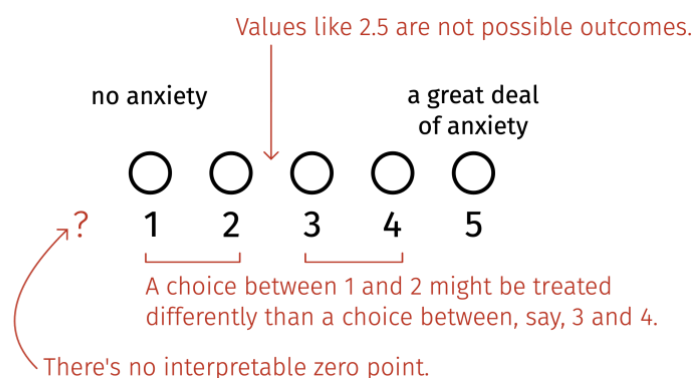 Values like 2.5 are not possible outcomes.
no anxiety
a great deal
of anxiety
? 1 2 3 4 5
A choice between 1 and 2 might be treated
differently than a choice between, say, 3 and 4.
There's no interpretable zero point.